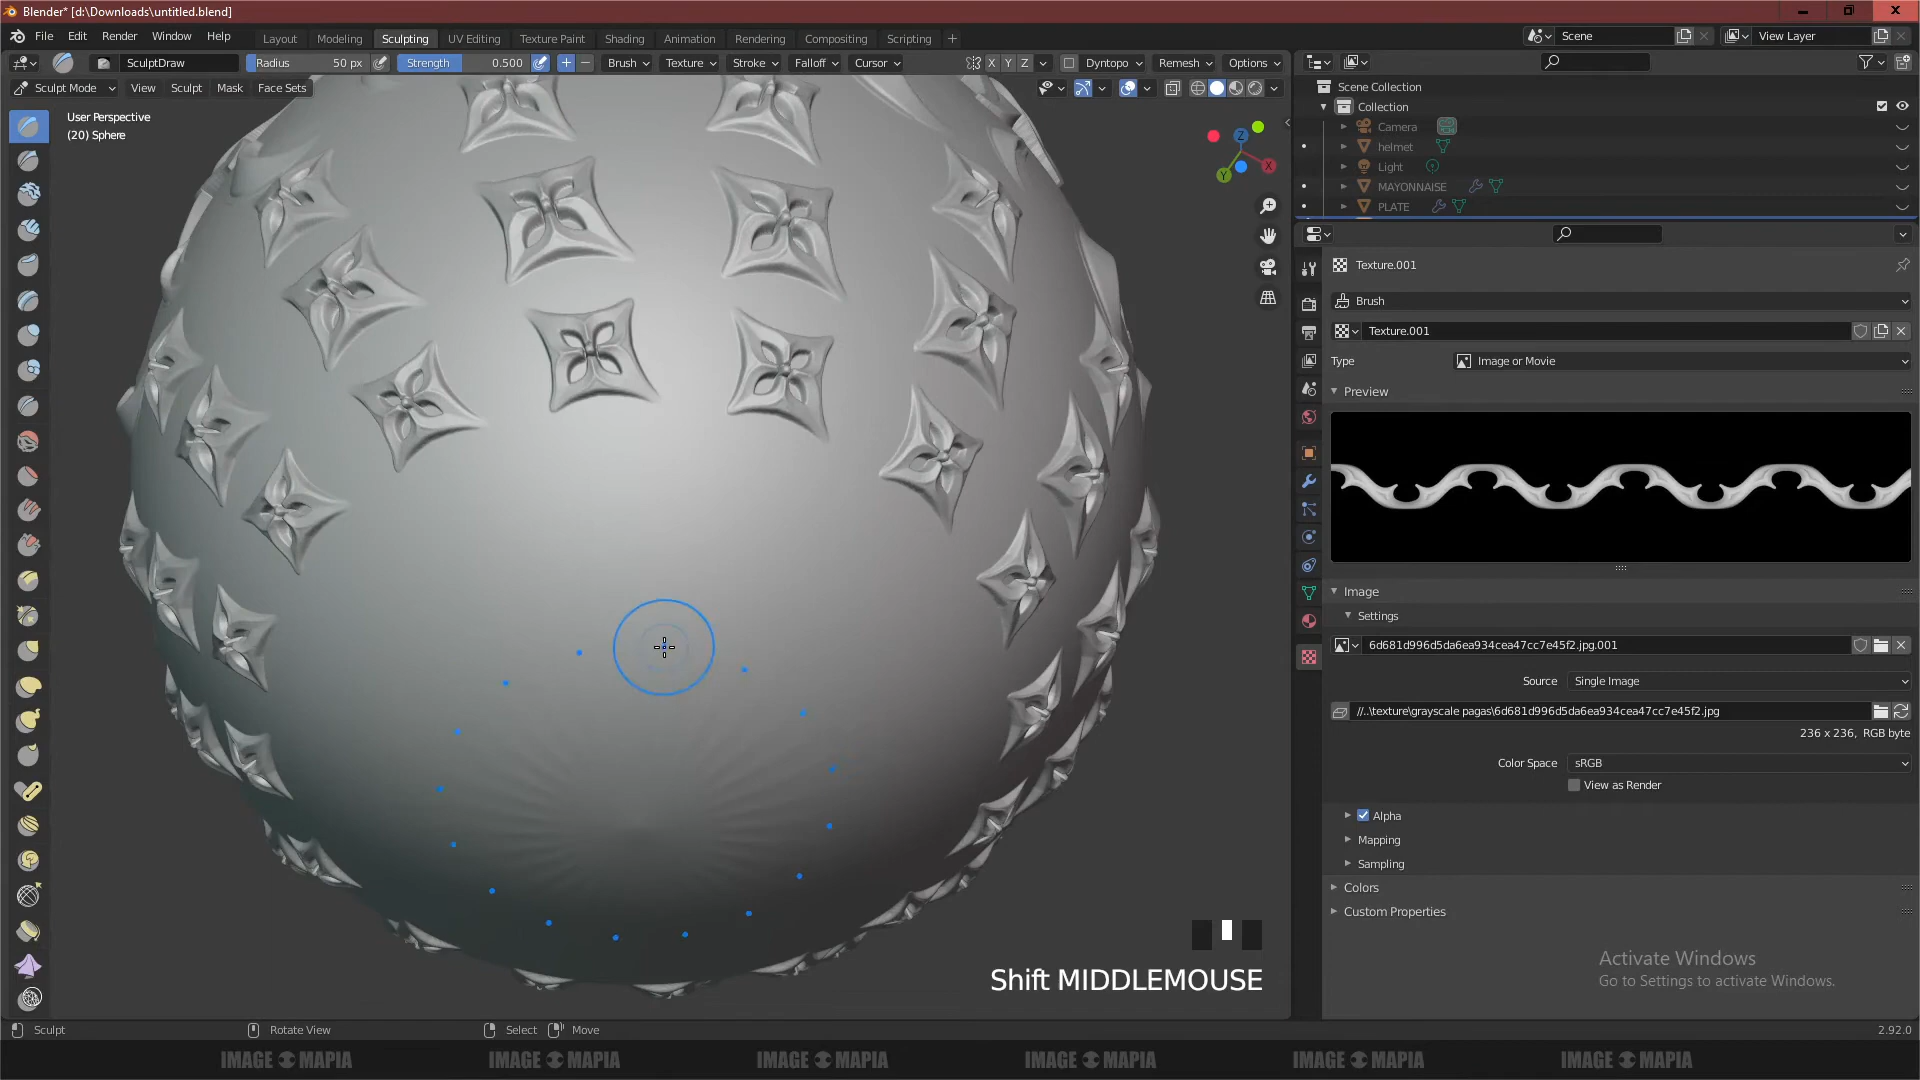 Blender* [d:\Downloads\untitled.blend]
File Edit Render Window Help Layout Modeling Sculpting UV Editing Texture Paint Shading Animation Rendering Compositing Scripting Scene View Layer
SculptDraw Radius 50 px Strength 0.500 Brush Texture Stroke Falloff Cursor X Y Z Dyntopo Remesh Options
Sculpt Mode View Sculpt Mask Face Sets
User Perspective
(20) Sphere
Z
X
Y
Scene Collection
Collection
Camera
helmet
Light
MAYONNAISE
PLATE
Texture.001
Brush
Texture.001
Type Image or Movie
Preview
Image
Settings
6d681d996d5da6ea934cea47cc7e45f2.jpg.001
Source Single Image
//..\texture\grayscale pagas\6d681d996d5da6ea934cea47cc7e45f2.jpg
236 x 236, RGB byte
Color Space sRGB
View as Render
Alpha
Mapping
Sampling
Colors
Custom Properties
Activate Windows
Go to Settings to activate Windows.
Shift MIDDLEMOUSE
Sculpt Rotate View Select Move 2.92.0
IMAGE MAPIA IMAGE MAPIA IMAGE MAPIA IMAGE MAPIA IMAGE MAPIA IMAGE MAPIA